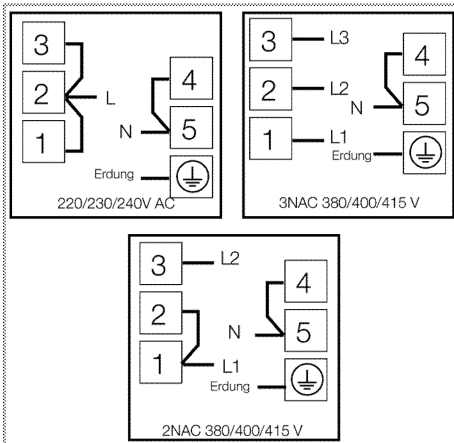 3
2
L
1
4
N
5
Erdung
220/230/240V AC
3
L3
2
L2
1
L1
4
N
5
Erdung
3NAC 380/400/415 V
3
L2
2
1
L1
4
N
5
Erdung
2NAC 380/400/415 V